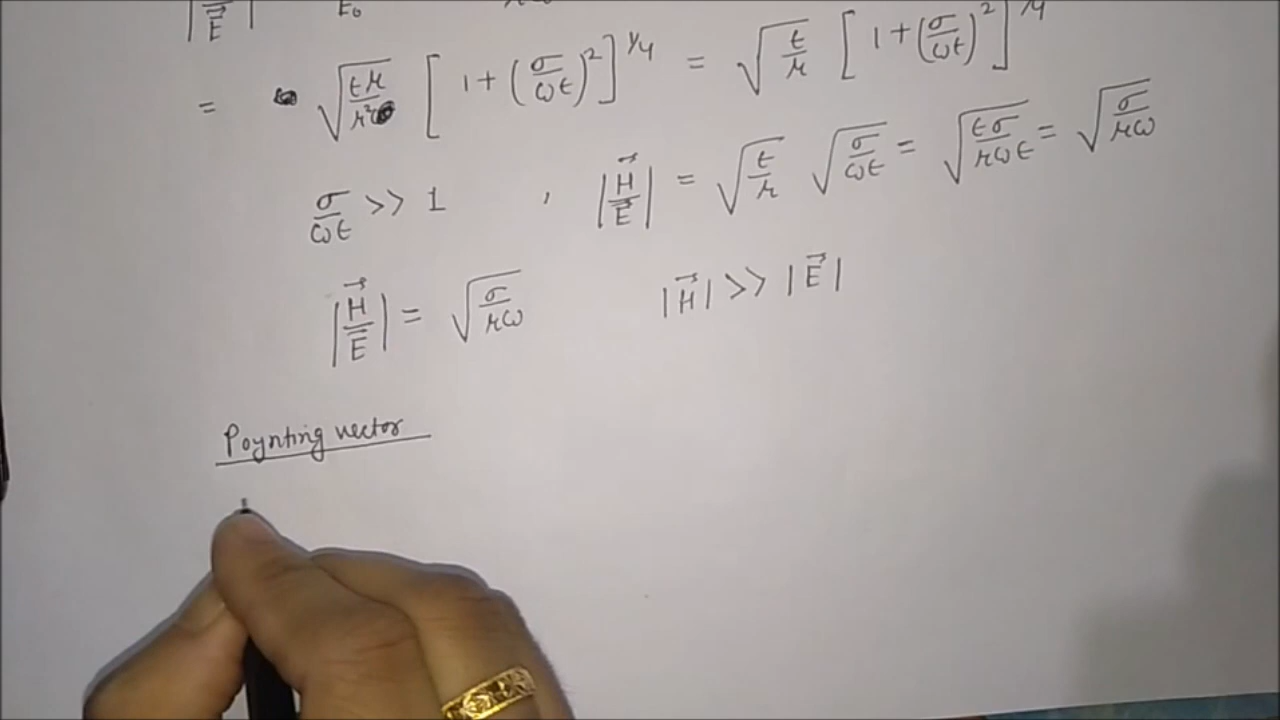 |E⃗| E₀
= √(εμ/μ²) [1+(σ/ωε)²]^¼ = √(ε/μ) [1+(σ/ωε)²]^¼
σ/ωε >> 1 , |H⃗/E⃗| = √(ε/μ) √(σ/ωε) = √(εσ/μωε) = √(σ/μω)
|H⃗/E⃗| = √(σ/μω) |H⃗| >> |E⃗|
Poynting vector